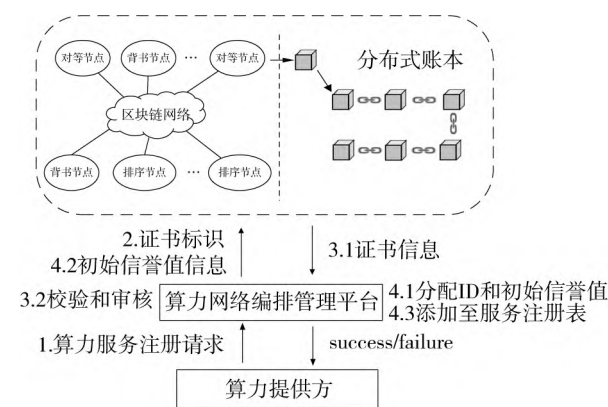 对等节点 背书节点 … 对等节点
分布式账本
区块链网络
背书节点 排序节点 … 排序节点
2.证书标识
4.2初始信誉值信息
3.1证书信息
3.2校验和审核
算力网络编排管理平台
4.1分配ID和初始信誉值
4.3添加至服务注册表
1.算力服务注册请求
success/failure
算力提供方